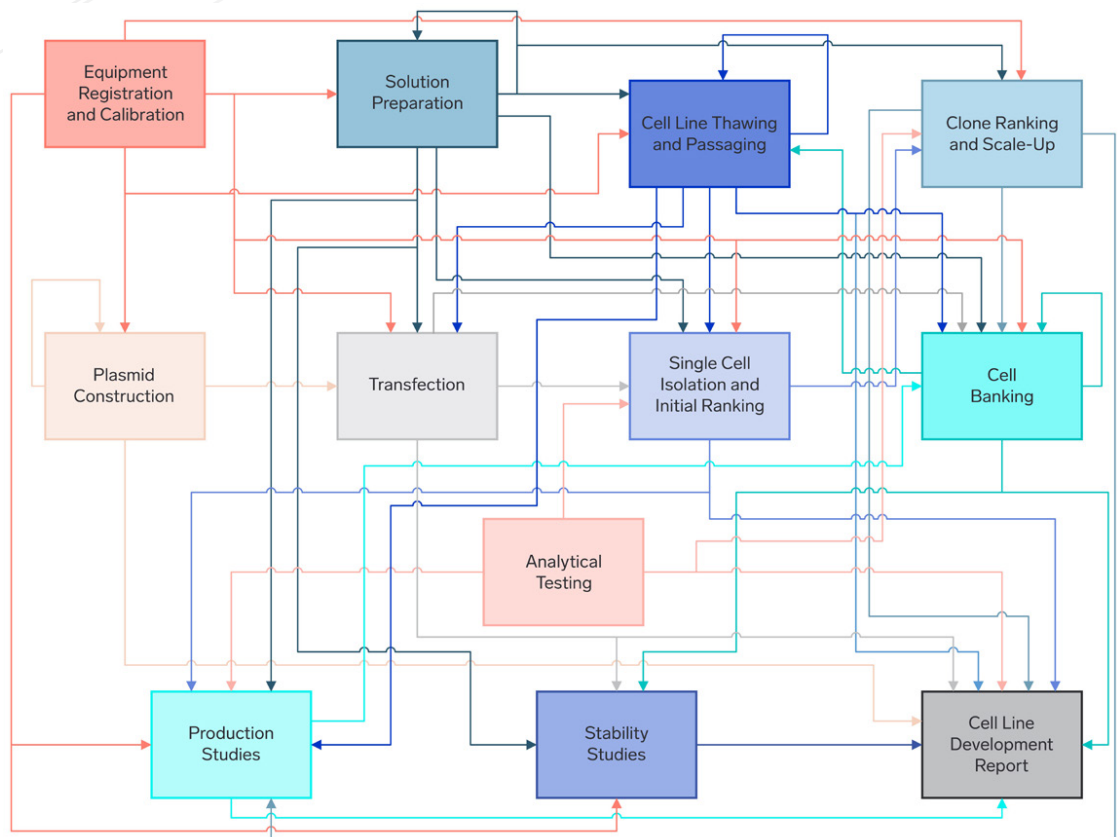 Equipment
Registration
and Calibration
Solution
Preparation
Cell Line Thawing
and Passaging
Clone Ranking
and Scale-Up
Plasmid
Construction
Transfection
Single Cell
Isolation and
Initial Ranking
Cell
Banking
Analytical
Testing
Production
Studies
Stability
Studies
Cell Line
Development
Report